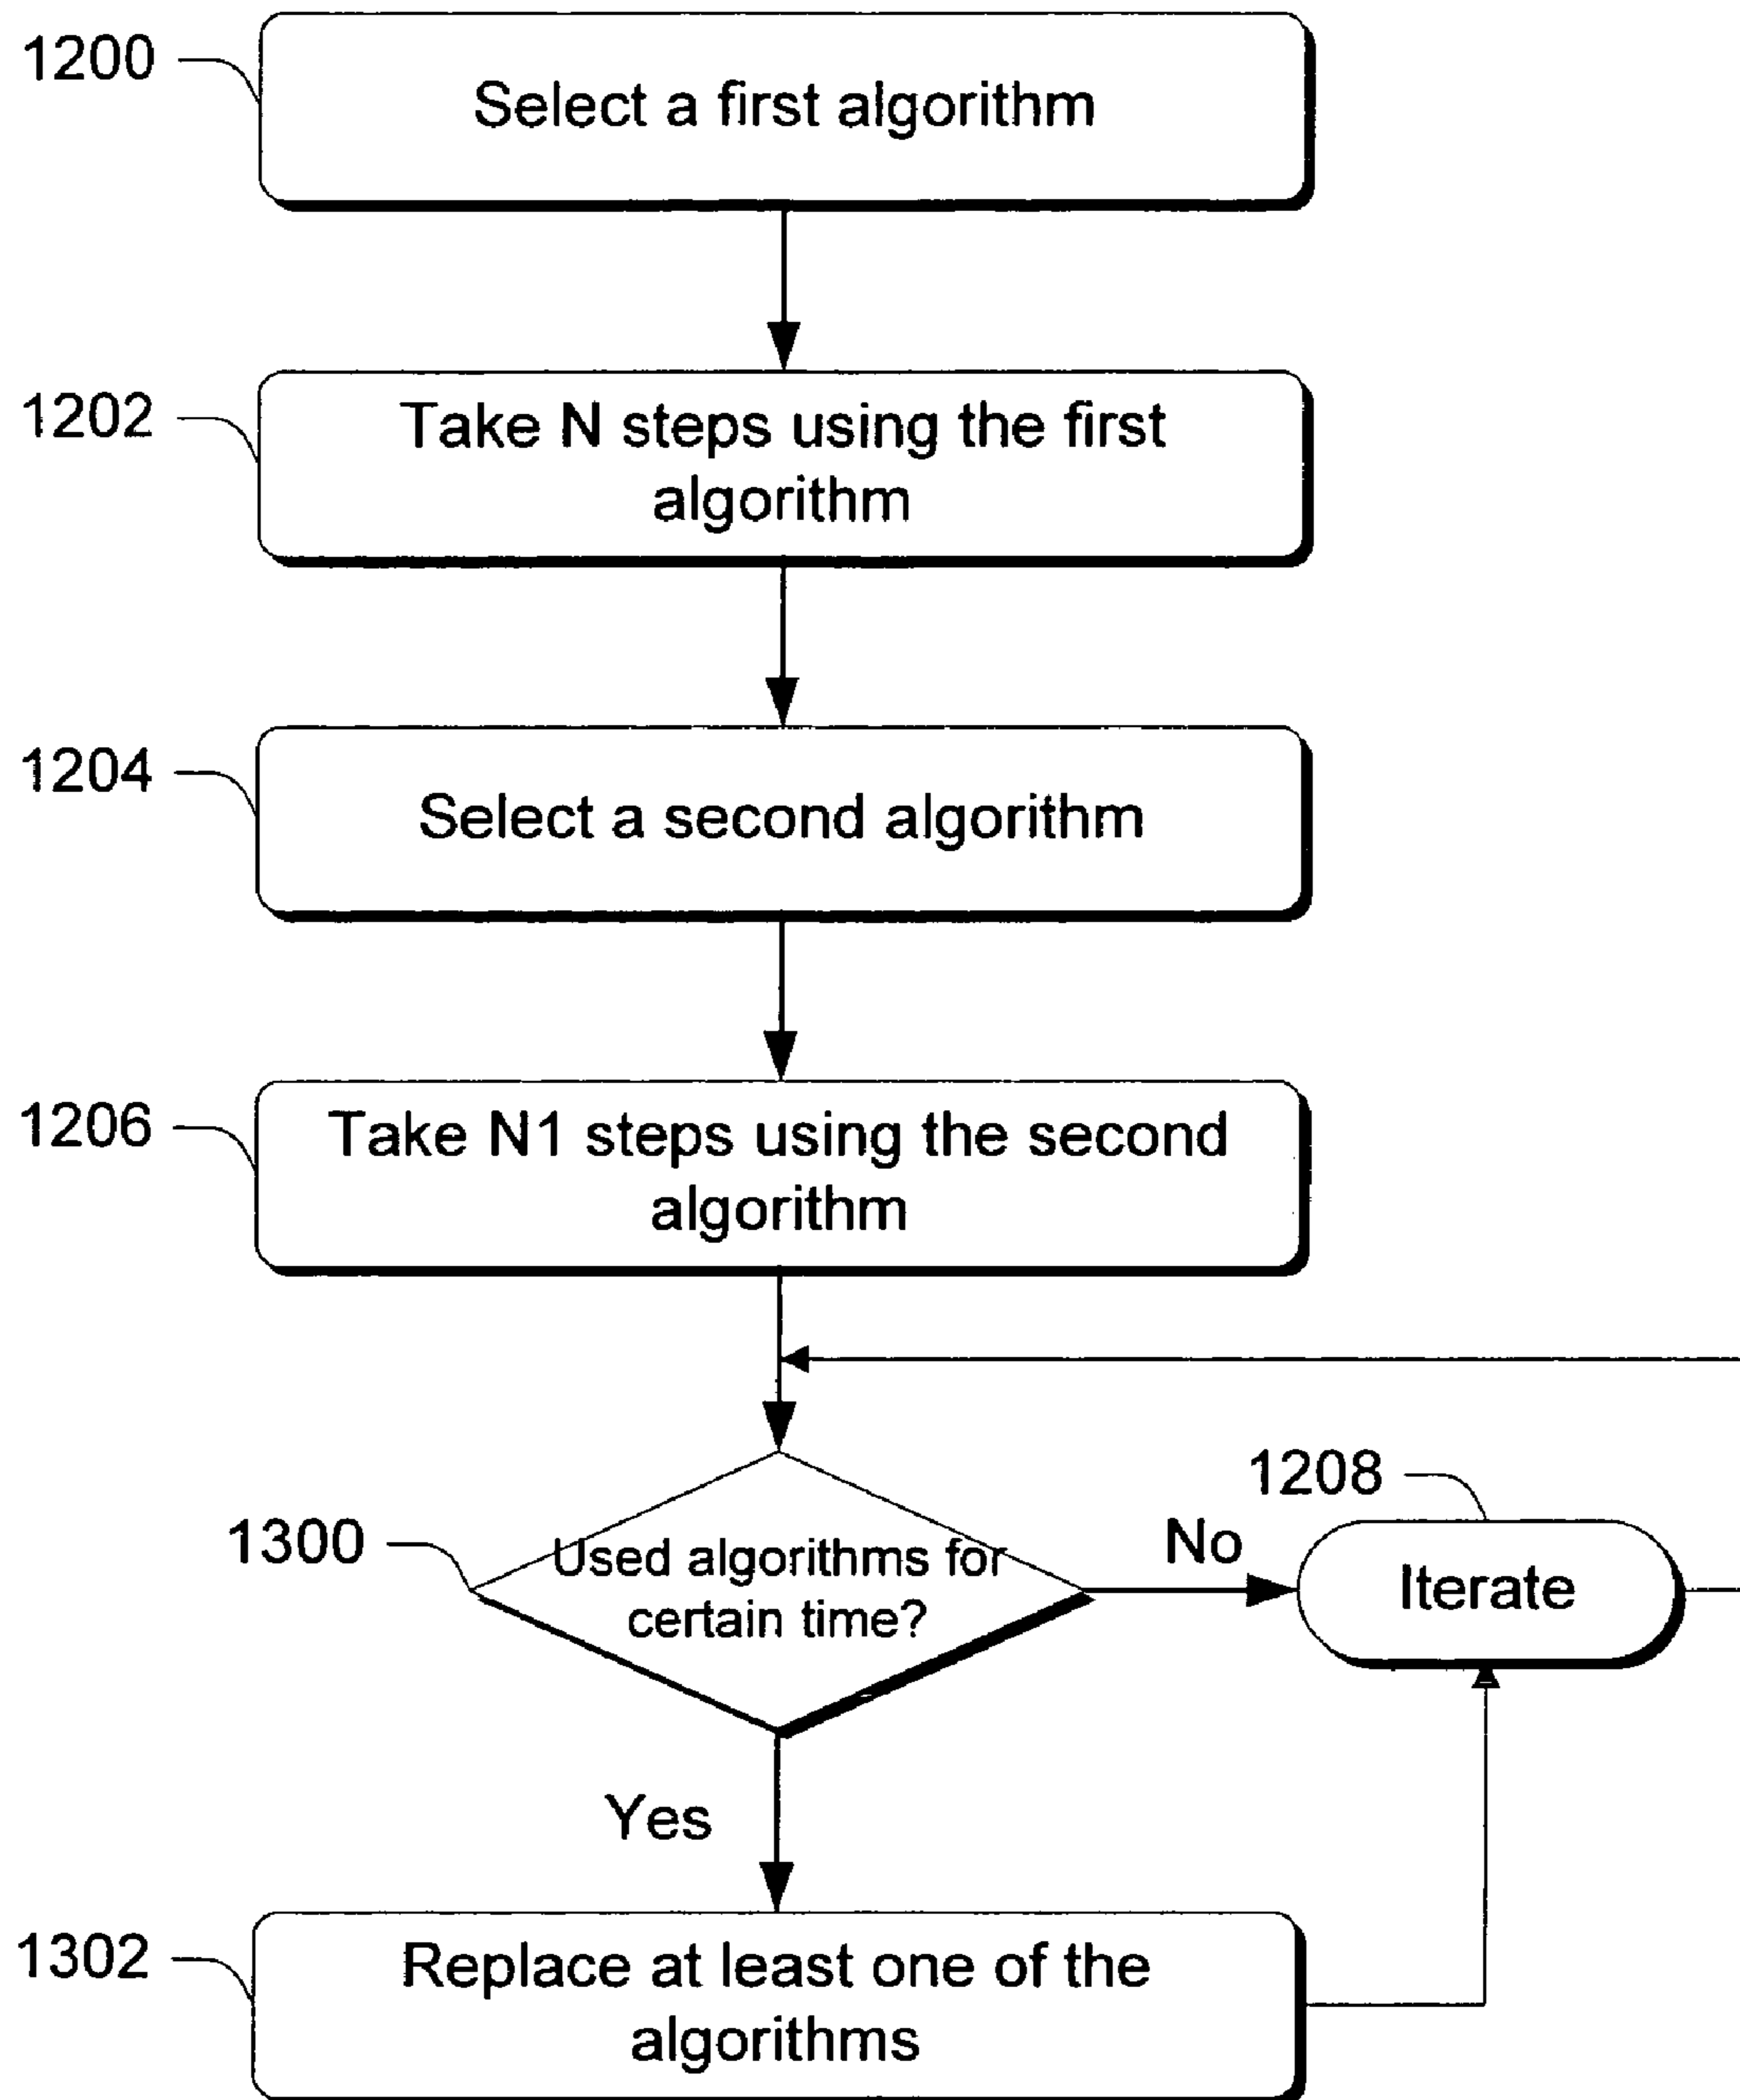 1200
Select a first algorithm
1202
Take N steps using the first
algorithm
1204
Select a second algorithm
1206
Take N1 steps using the second
algorithm
1208
1300
Used algorithms for
certain time?
No
Iterate
Yes
1302
Replace at least one of the
algorithms